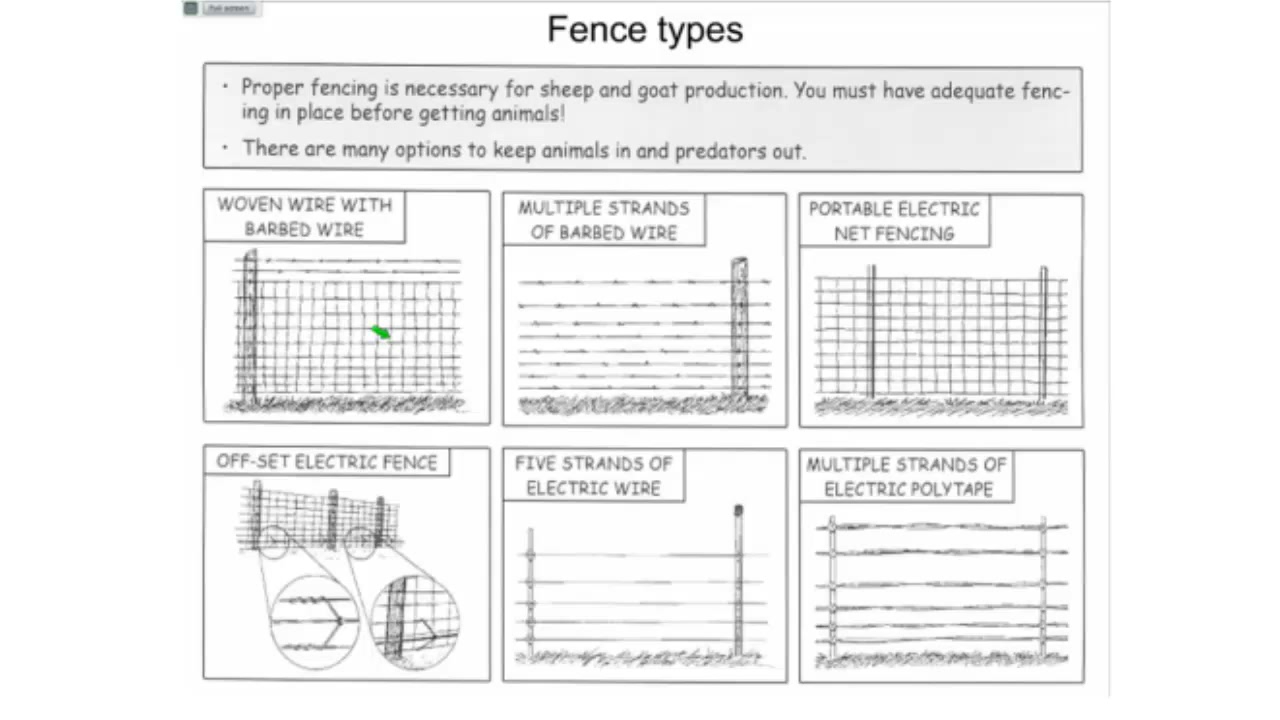 Full screen
Fence types
• Proper fencing is necessary for sheep and goat production. You must have adequate fenc-
ing in place before getting animals!
• There are many options to keep animals in and predators out.
WOVEN WIRE WITH
BARBED WIRE
MULTIPLE STRANDS
OF BARBED WIRE
PORTABLE ELECTRIC
NET FENCING
OFF-SET ELECTRIC FENCE
FIVE STRANDS OF
ELECTRIC WIRE
MULTIPLE STRANDS OF
ELECTRIC POLYTAPE